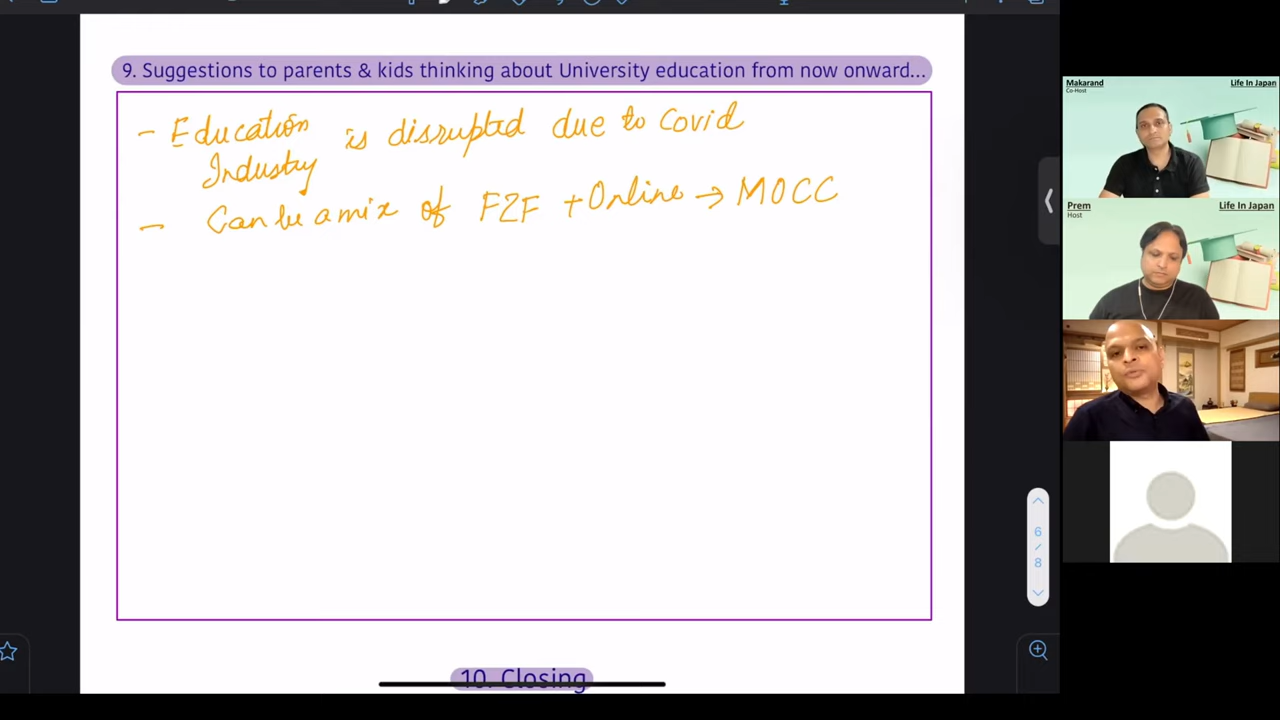 9. Suggestions to parents & kids thinking about University education from now onward...
- Education is disrupted due to Covid
Industry
- Can be a mix of F2F + Online → MOCC
10. Closing
Makarand
Co-Host
Life In Japan
Prem
Host
Life In Japan
6
/
8